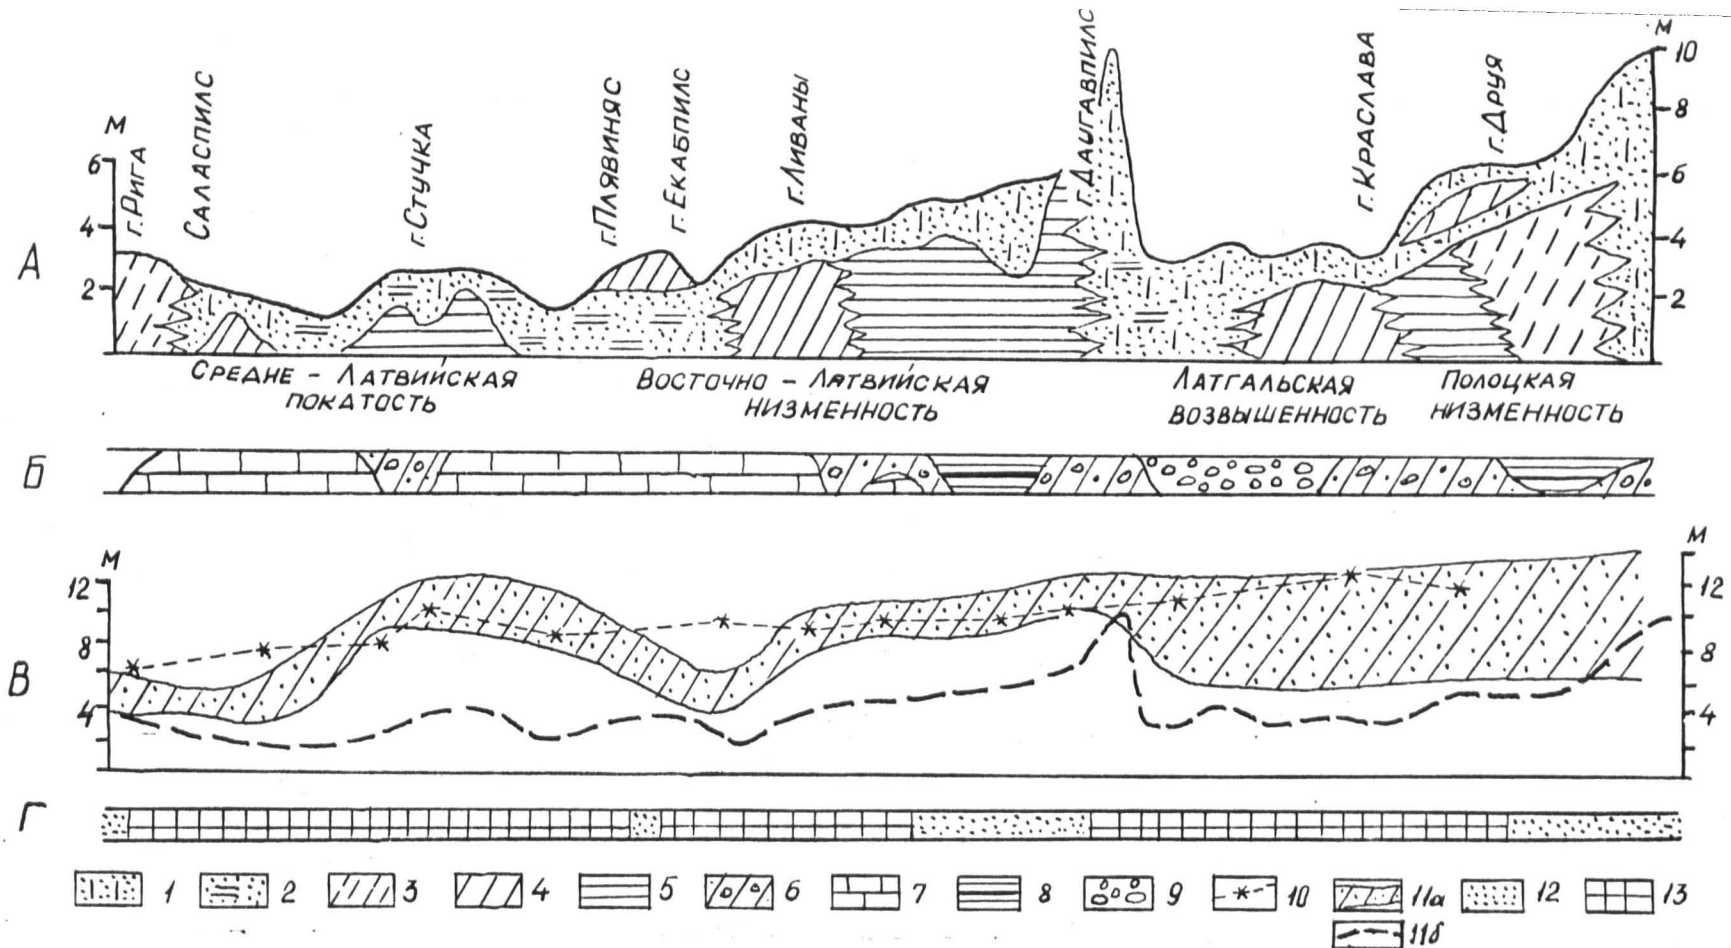 М
10
8
6
4
2
М
6
4
2
г.Рига
Саласпилс
г.Стучка
г.Плявиняс
г.Екабпилс
г.Ливаны
г.Даугавпилс
г.Краслава
г.Друя
А
Средне - Латвийская
покатость
Восточно - Латвийская
низменность
Латгальская
возвышенность
Полоцкая
низменность
Б
М
12
8
4
В
М
12
8
4
Г
1
2
3
4
5
6
7
8
9
10
11а
12
13
11б